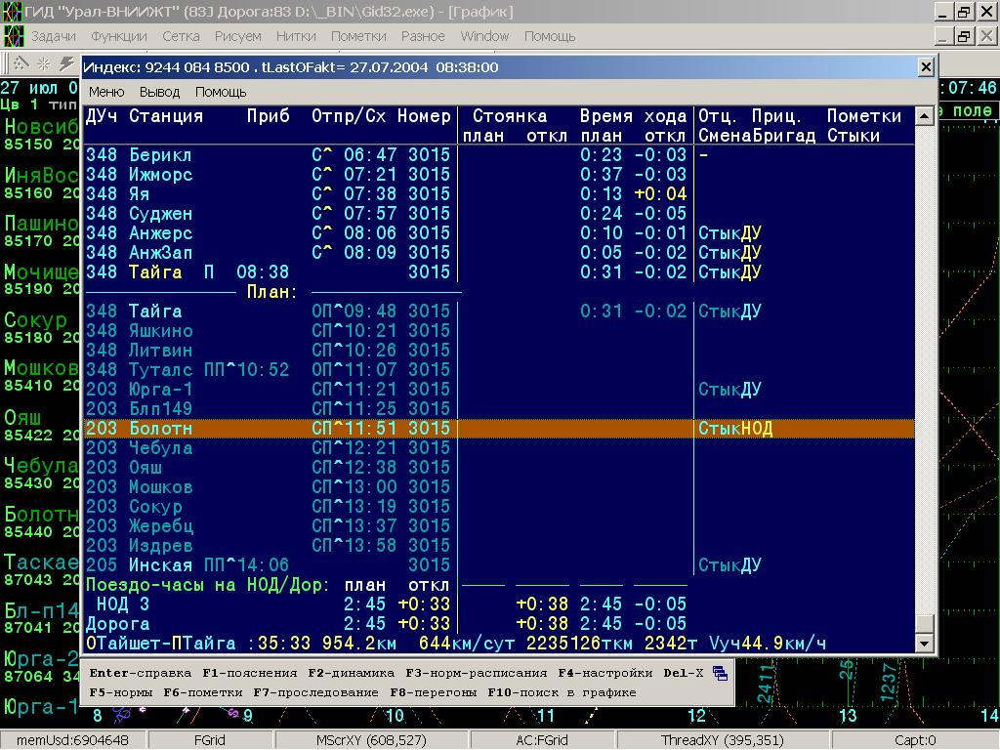 ГИД "Урал-ВНИИЖТ" (83) Дорога:83 D:\_BIN\Gid32.exe) - [График]
Задачи Функции Сетка Рисуем Нитки Пометки Разное Window Помощь
Индекс: 9244 084 8500 . tLastOFakt= 27.07.2004 08:38:00
Меню Вывод Помощь
27 июл 0
:07:46
Цв 1 тип
е поле
ДУч Станция Приб Отпр/Сх Номер Стоянка Время хода Отц. Приц. Пометки
план откл план откл СменаБригад Стыки
348 Берикл С^ 06:47 3015 0:23 -0:03 -
348 Ижморс С^ 07:21 3015 0:37 -0:03
348 Яя С^ 07:38 3015 0:13 +0:04
348 Суджен С^ 07:57 3015 0:24 -0:05
348 Анжерс С^ 08:06 3015 0:10 -0:01 СтыкДУ
348 АнжЗап С^ 08:09 3015 0:05 -0:02 СтыкДУ
348 Тайга П 08:38 3015 0:31 -0:02 СтыкДУ
План:
348 Тайга ОП^09:48 3015 0:31 -0:02 СтыкДУ
348 Яшкино СП^10:21 3015
348 Литвин СП^10:26 3015
348 Туталс ПП^10:52 ОП^11:07 3015
203 Юрга-1 СП^11:21 3015 СтыкДУ
203 Блп149 СП^11:25 3015
203 Болотн СП^11:51 3015 СтыкНОД
203 Чебула СП^12:21 3015
203 Ояш СП^12:38 3015
203 Мошков СП^13:00 3015
203 Сокур СП^13:19 3015
203 Жеребц СП^13:37 3015
203 Издрев СП^13:58 3015
205 Инская ПП^14:06 3015 СтыкДУ
Поездо-часы на НОД/Дор: план откл
НОД 3 2:45 +0:33 +0:38 2:45 -0:05
Дорога 2:45 +0:33 +0:38 2:45 -0:05
ОТайшет-ПТайга :35:33 954.2км 644км/сут 2235126ткм 2342т Vуч44.9км/ч
Enter-справка F1-пояснения F2-динамика F3-норм-расписания F4-настройки Del-X
F5-нормы F6-пометки F7-проследование F8-перегоны F10-поиск в графике
Новсиб
85150 20
ИняВос
85160 20
Пашино
85170 20
Мочище
85190 20
Сокур
85180 20
Мошков
85410 20
Ояш
85422 20
Чебула
85430 20
Болотн
85440 20
Таскае
87043 20
Бл-п14
87041 20
Юрга-2
87064 34
Юрга-1
2411 25 1237
8 9 10 11 12 13 14
memUsd:6904648 FGrid MScrXY (608,527) AC:FGrid ThreadXY (395,351) Capt:0